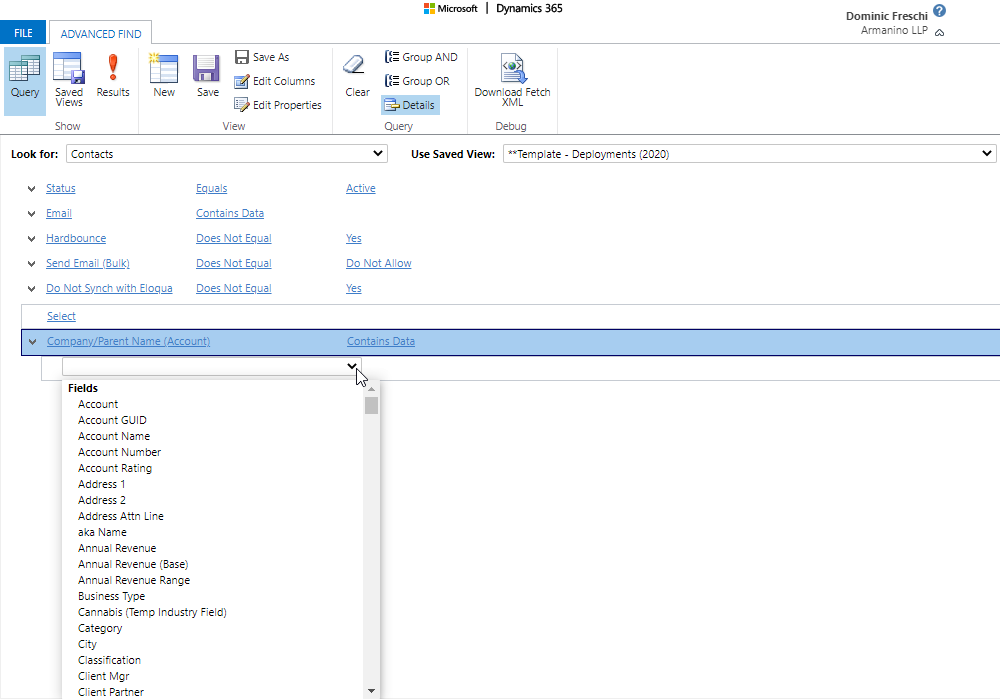 Microsoft | Dynamics 365
Dominic Freschi
Armanino LLP
FILE
ADVANCED FIND
Query
Saved Views
Results
Show
New
Save
Save As
Edit Columns
Edit Properties
View
Clear
Group AND
Group OR
Details
Query
Download Fetch XML
Debug
Look for: Contacts Use Saved View: **Template - Deployments (2020)
Status Equals Active
Email Contains Data
Hardbounce Does Not Equal Yes
Send Email (Bulk) Does Not Equal Do Not Allow
Do Not Synch with Eloqua Does Not Equal Yes
Select
Company/Parent Name (Account) Contains Data
Fields
Account
Account GUID
Account Name
Account Number
Account Rating
Address 1
Address 2
Address Attn Line
aka Name
Annual Revenue
Annual Revenue (Base)
Annual Revenue Range
Business Type
Cannabis (Temp Industry Field)
Category
City
Classification
Client Mgr
Client Partner